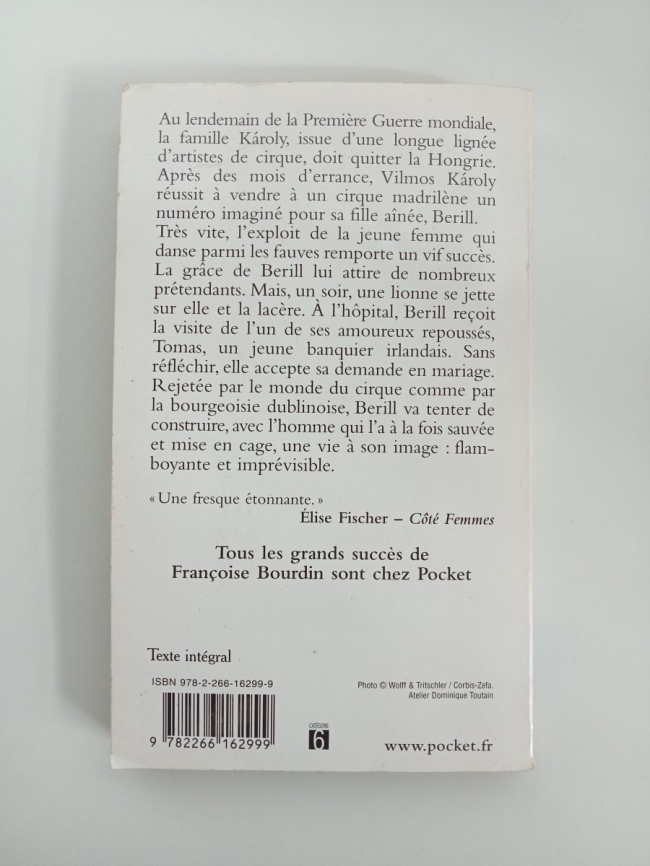 Au lendemain de la Première Guerre mondiale,
la famille Károly, issue d'une longue lignée
d'artistes de cirque, doit quitter la Hongrie.
Après des mois d'errance, Vilmos Károly
réussit à vendre à un cirque madrilène un
numéro imaginé pour sa fille aînée, Berill.
Très vite, l'exploit de la jeune femme qui
danse parmi les fauves remporte un vif succès.
La grâce de Berill lui attire de nombreux
prétendants. Mais, un soir, une lionne se jette
sur elle et la lacère. À l'hôpital, Berill reçoit
la visite de l'un de ses amoureux repoussés,
Tomas, un jeune banquier irlandais. Sans
réfléchir, elle accepte sa demande en mariage.
Rejetée par le monde du cirque comme par
la bourgeoisie dublinoise, Berill va tenter de
construire, avec l'homme qui l'a à la fois sauvée
et mise en cage, une vie à son image : flam-
boyante et imprévisible.
« Une fresque étonnante. »
Élise Fischer – Côté Femmes
Tous les grands succès de
Françoise Bourdin sont chez Pocket
Texte intégral
ISBN 978-2-266-16299-9
Photo © Wolff & Tritschler / Corbis-Zefa.
Atelier Dominique Toutain
CATÉGORIE
6
9 782266 162999
www.pocket.fr